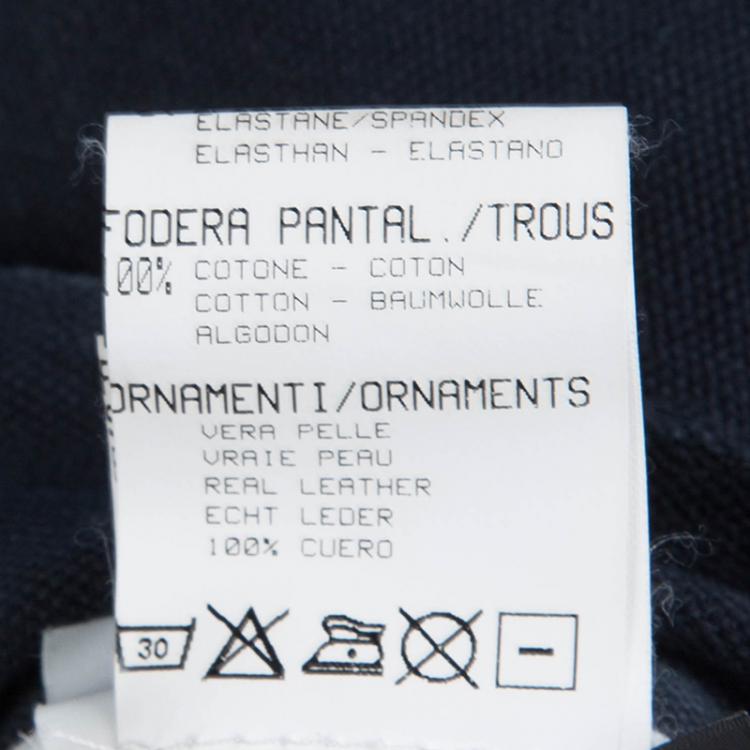 ELASTANE/SPANDEX
ELASTHAN - ELASTANO
FODERA PANTAL./TROUS
100% COTONE - COTON
COTTON - BAUMWOLLE
ALGODON
ORNAMENTI/ORNAMENTS
VERA PELLE
VRAIE PEAU
REAL LEATHER
ECHT LEDER
100% CUERO
30